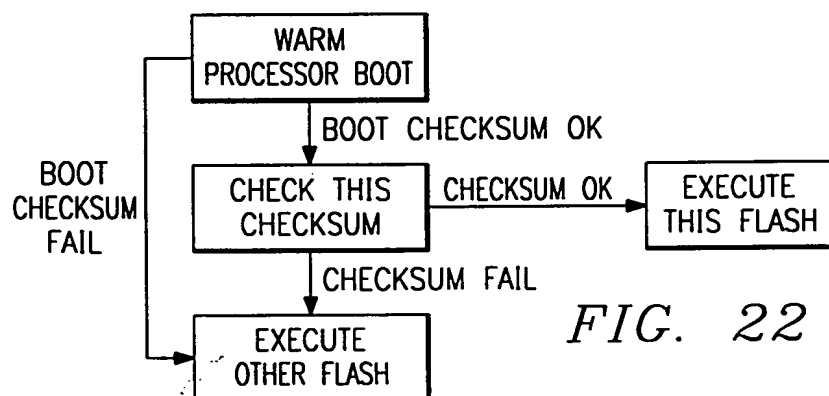 WARM
PROCESSOR BOOT
BOOT CHECKSUM OK
BOOT
CHECKSUM
FAIL
CHECK THIS
CHECKSUM
CHECKSUM OK
EXECUTE
THIS FLASH
CHECKSUM FAIL
EXECUTE
OTHER FLASH
FIG. 22